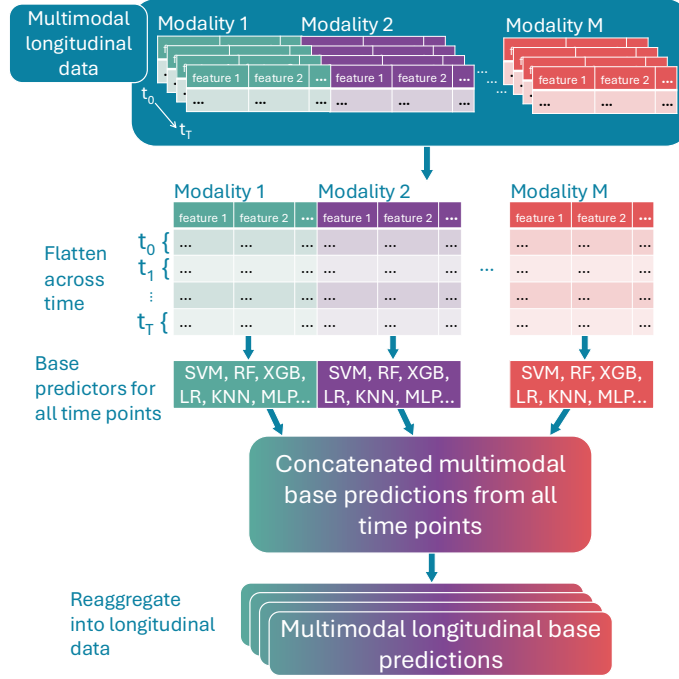 Multimodal
longitudinal
data
Modality 1 Modality 2 Modality M
feature 1 feature 2 ... feature 1 feature 2 ... ... feature 1 feature 2 ...
... ... ... ... ... ...
t0
tT
Modality 1 Modality 2 Modality M
feature 1 feature 2 ... feature 1 feature 2 ... feature 1 feature 2 ...
Flatten
across
time
t0 { ... ... ... ... ... ...
t1 { ... ... ... ... ... ... ...
⋮ ... ... ... ... ... ...
tT { ... ... ... ... ... ...
Base
predictors for
all time points
SVM, RF, XGB,
LR, KNN, MLP...
SVM, RF, XGB,
LR, KNN, MLP...
SVM, RF, XGB,
LR, KNN, MLP...
Concatenated multimodal
base predictions from all
time points
Reaggregate
into longitudinal
data
Multimodal longitudinal base
predictions